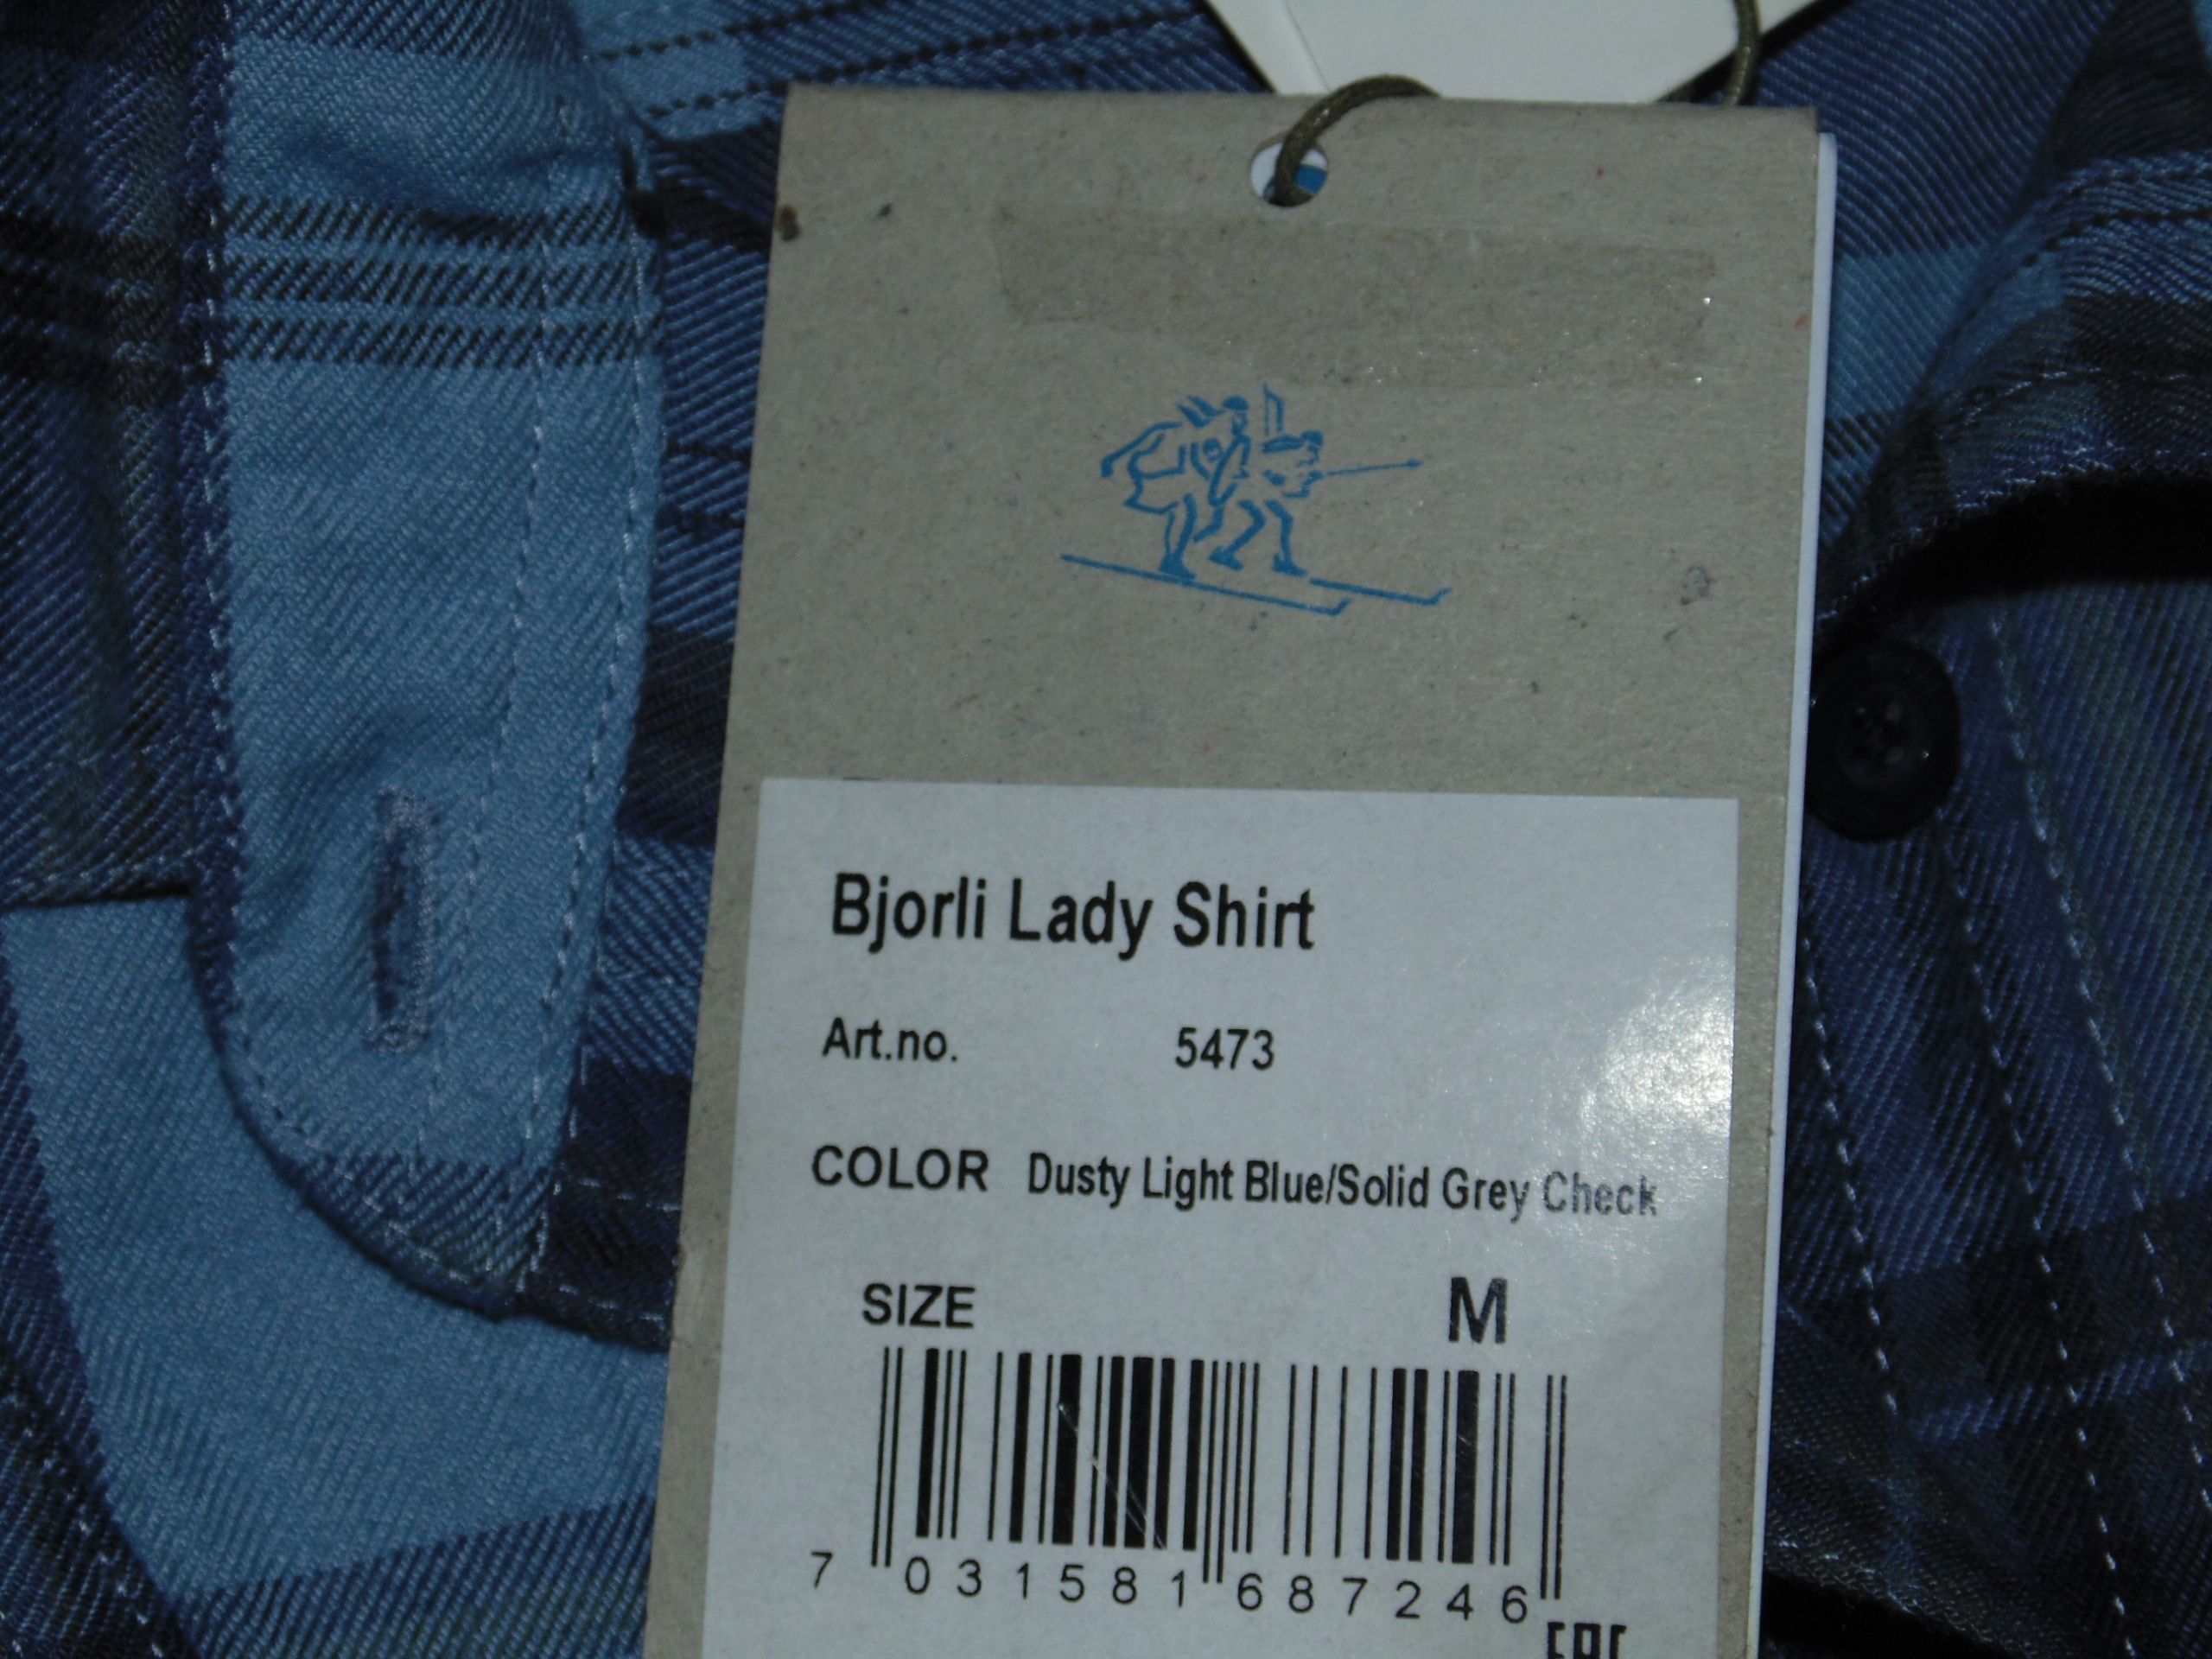 Bjorli Lady Shirt
Art.no. 5473
COLOR Dusty Light Blue/Solid Grey Check
SIZE M
7 031581 687246